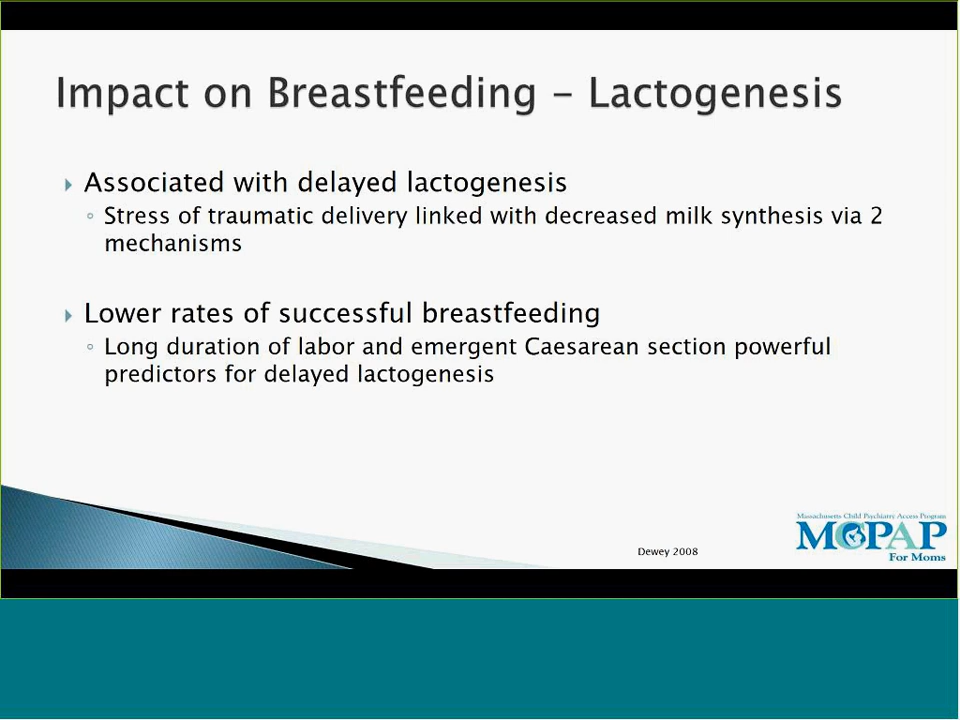 Impact on Breastfeeding – Lactogenesis
Associated with delayed lactogenesis
Stress of traumatic delivery linked with decreased milk synthesis via 2
mechanisms
Lower rates of successful breastfeeding
Long duration of labor and emergent Caesarean section powerful
predictors for delayed lactogenesis
Massachusetts Child Psychiatry Access Program
MCPAP
For Moms
Dewey 2008